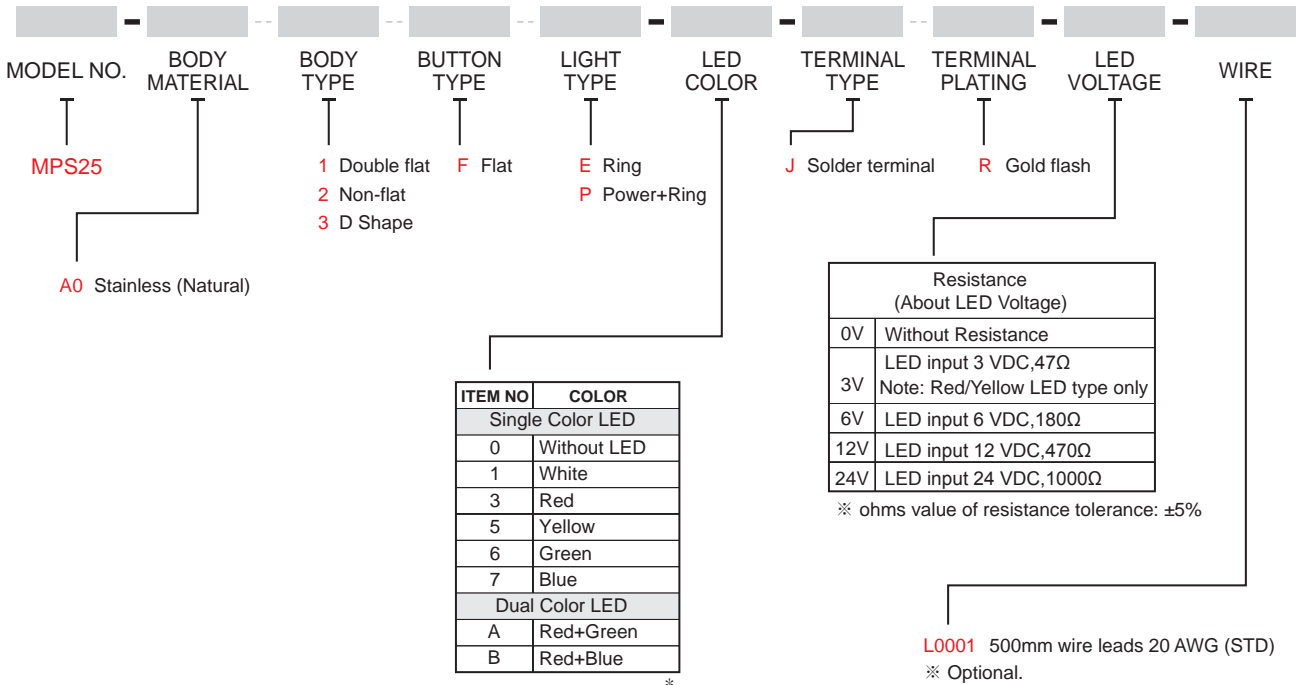 MODEL NO.
BODY
MATERIAL
BODY
TYPE
BUTTON
TYPE
LIGHT
TYPE
LED
COLOR
TERMINAL
TYPE
TERMINAL
PLATING
LED
VOLTAGE
WIRE
MPS25
A0 Stainless (Natural)
1 Double flat
2 Non-flat
3 D Shape
F Flat
E Ring
P Power+Ring
J Solder terminal
R Gold flash
ITEM NO COLOR
Single Color LED
0 Without LED
1 White
3 Red
5 Yellow
6 Green
7 Blue
Dual Color LED
A Red+Green
B Red+Blue
*
Resistance
(About LED Voltage)
0V Without Resistance
3V LED input 3 VDC,47Ω
Note: Red/Yellow LED type only
6V LED input 6 VDC,180Ω
12V LED input 12 VDC,470Ω
24V LED input 24 VDC,1000Ω
※ ohms value of resistance tolerance: ±5%
L0001 500mm wire leads 20 AWG (STD)
※ Optional.